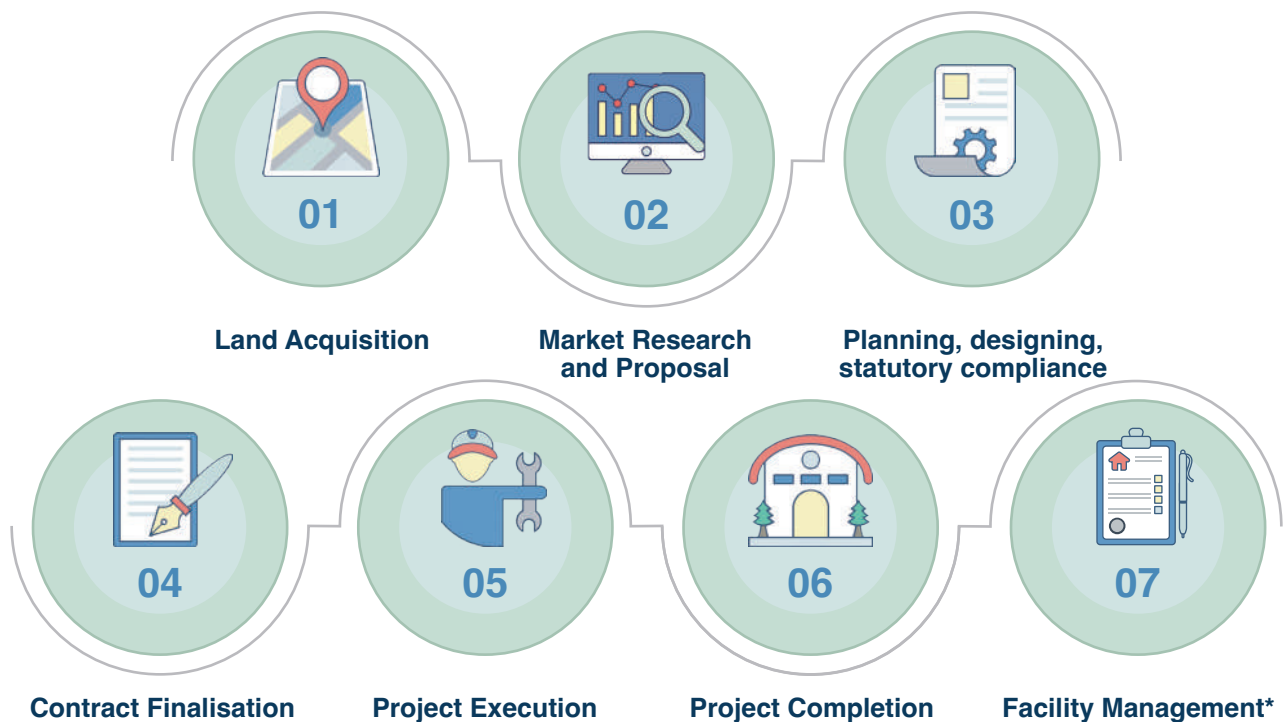 01
02
03
Land Acquisition
Market Research
and Proposal
Planning, designing,
statutory compliance
04
05
06
07
Contract Finalisation
Project Execution
Project Completion
Facility Management*